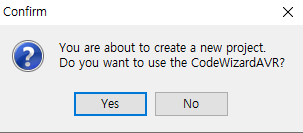 Confirm
You are about to create a new project.
Do you want to use the CodeWizardAVR?
Yes
No